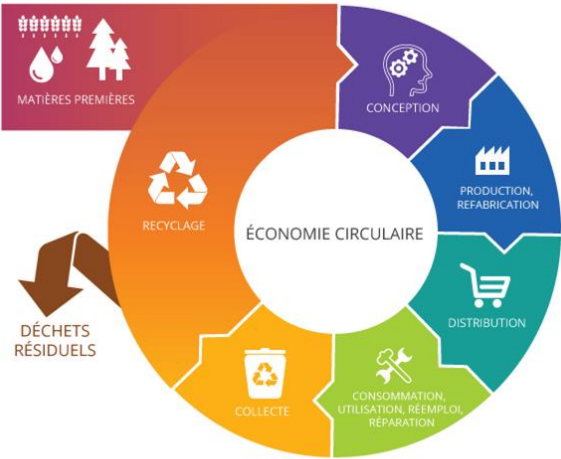 MATIÈRES PREMIÈRES
CONCEPTION
PRODUCTION,
REFABRICATION
RECYCLAGE
ÉCONOMIE CIRCULAIRE
DISTRIBUTION
DÉCHETS
RÉSIDUELS
COLLECTE
CONSOMMATION,
UTILISATION, RÉEMPLOI,
RÉPARATION